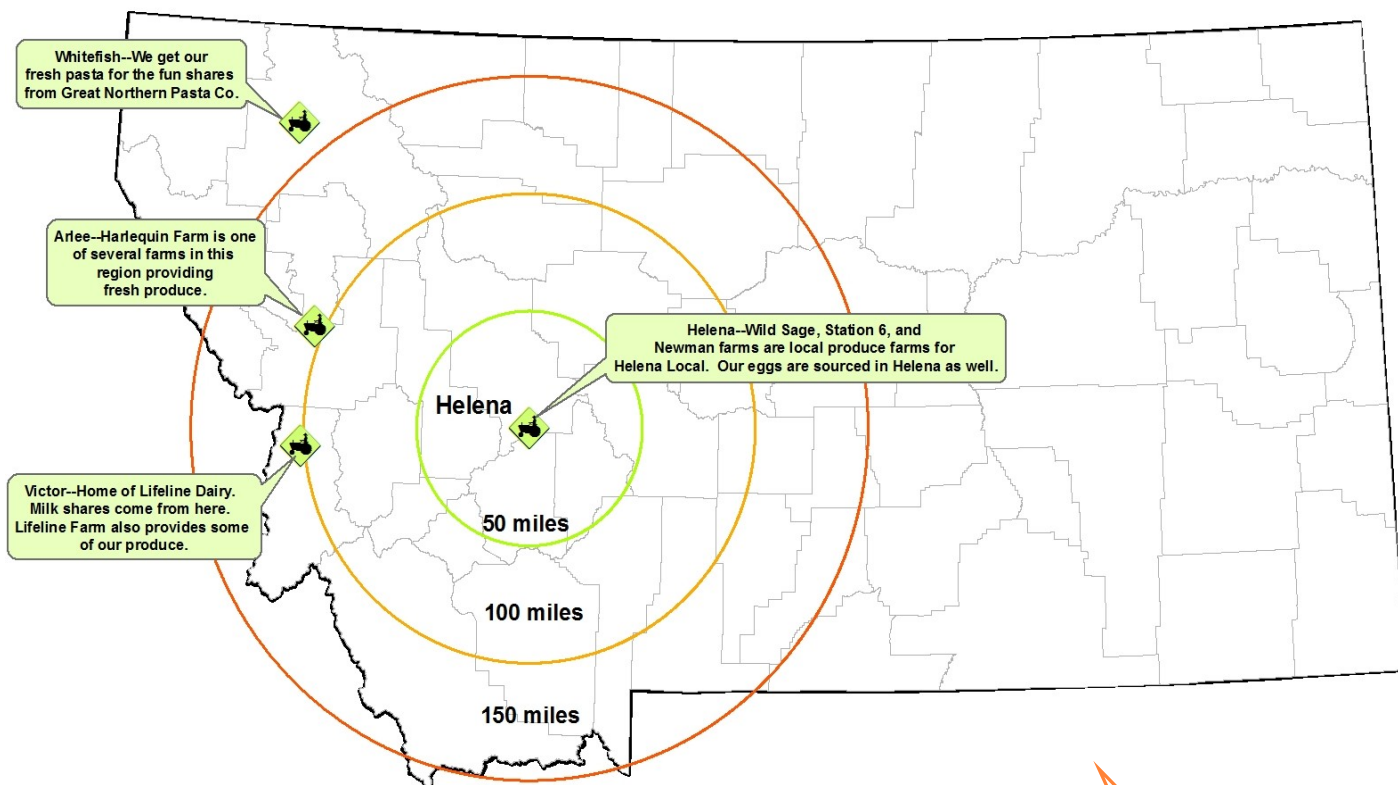 Whitefish--We get our
fresh pasta for the fun shares
from Great Northern Pasta Co.
Arlee--Harlequin Farm is one
of several farms in this
region providing
fresh produce.
Helena--Wild Sage, Station 6, and
Newman farms are local produce farms for
Helena Local.  Our eggs are sourced in Helena as well.
Helena
Victor--Home of Lifeline Dairy.
Milk shares come from here.
Lifeline Farm also provides some
of our produce.
50 miles
100 miles
150 miles